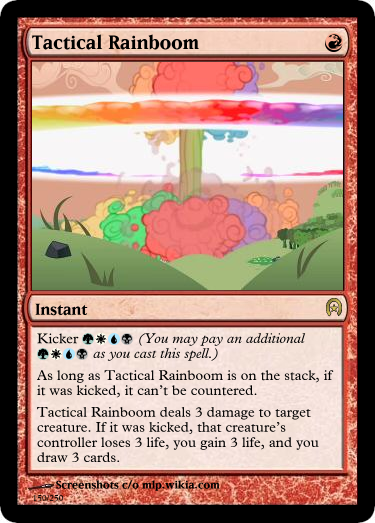 Tactical Rainboom
Instant
Kicker (You may pay an additional
as you cast this spell.)
As long as Tactical Rainboom is on the stack, if
it was kicked, it can't be countered.
Tactical Rainboom deals 3 damage to target
creature. If it was kicked, that creature's
controller loses 3 life, you gain 3 life, and you
draw 3 cards.
Screenshots c/o mlp.wikia.com
150/250